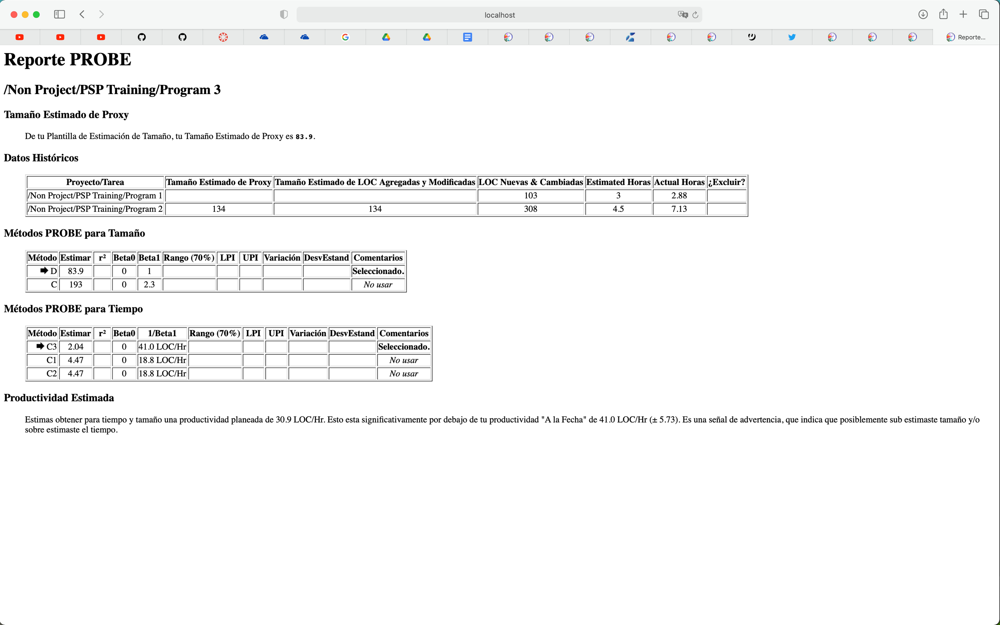 localhost
Reporte...
Reporte PROBE
/Non Project/PSP Training/Program 3
Tamaño Estimado de Proxy
De tu Plantilla de Estimación de Tamaño, tu Tamaño Estimado de Proxy es 83.9.
Datos Históricos
Proyecto/Tarea Tamaño Estimado de Proxy Tamaño Estimado de LOC Agregadas y Modificadas LOC Nuevas & Cambiadas Estimated Horas Actual Horas ¿Excluir?
/Non Project/PSP Training/Program 1 103 3 2.88
/Non Project/PSP Training/Program 2 134 134 308 4.5 7.13
Métodos PROBE para Tamaño
Método Estimar r² Beta0 Beta1 Rango (70%) LPI UPI Variación DesvEstand Comentarios
➡ D 83.9 0 1 Seleccionado.
C 193 0 2.3 No usar
Métodos PROBE para Tiempo
Método Estimar r² Beta0 1/Beta1 Rango (70%) LPI UPI Variación DesvEstand Comentarios
➡ C3 2.04 0 41.0 LOC/Hr Seleccionado.
C1 4.47 0 18.8 LOC/Hr No usar
C2 4.47 0 18.8 LOC/Hr No usar
Productividad Estimada
Estimas obtener para tiempo y tamaño una productividad planeada de 30.9 LOC/Hr. Esto esta significativamente por debajo de tu productividad "A la Fecha" de 41.0 LOC/Hr (± 5.73). Es una señal de advertencia, que indica que posiblemente sub estimaste tamaño y/o
sobre estimaste el tiempo.